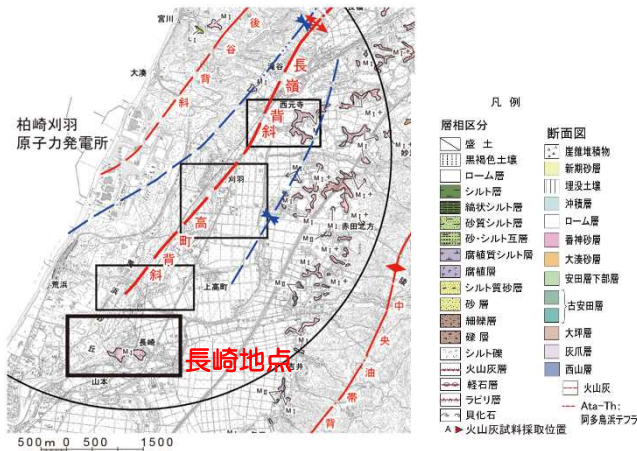 宮川
後
谷
背
斜
大湊
滝谷
長
嶺
背
斜
西元寺
柏崎刈羽
原子力発電所
刈羽
高
町
背
斜
赤田北方
荒浜
上高町
長崎
長崎地点
山本
吉井
中
央
油
帯
背
MⅠ
500m 0 500 1500
凡 例
層相区分
盛 土
黒褐色土壌
ローム層
シルト層
縞状シルト層
砂質シルト層
砂・シルト互層
腐植質シルト層
腐植層
シルト質砂層
砂 層
細礫層
礫 層
シルト礫
火山灰層
軽石層
ラピリ層
貝化石
A 火山灰試料採取位置
断面図
崖錐堆積物
新期砂層
埋没土壌
沖積層
ローム層
番神砂層
大湊砂層
安田層下部層
古安田層
大坪層
灰爪層
西山層
火山灰
Ata-Th:
阿多鳥浜テフラ